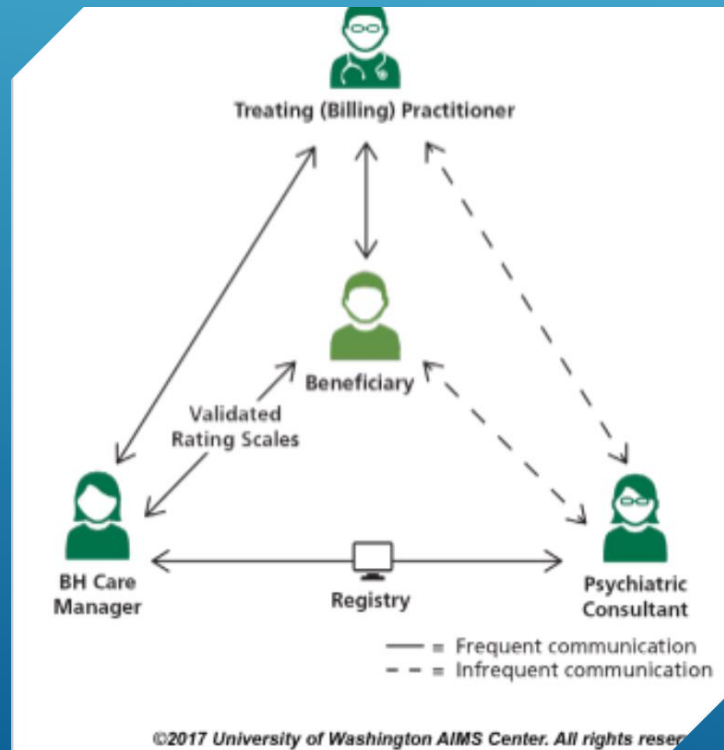 Treating (Billing) Practitioner
Beneficiary
Validated
Rating Scales
BH Care
Manager
Registry
Psychiatric
Consultant
= Frequent communication
= Infrequent communication
©2017 University of Washington AIMS Center. All rights